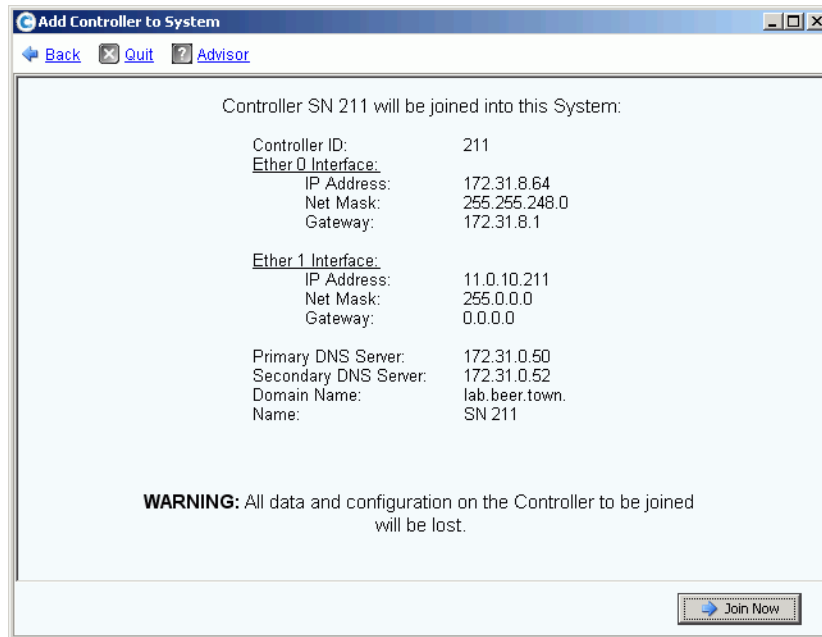 Add Controller to System
Back Quit Advisor
Controller SN 211 will be joined into this System:
Controller ID: 211
Ether 0 Interface:
IP Address: 172.31.8.64
Net Mask: 255.255.248.0
Gateway: 172.31.8.1
Ether 1 Interface:
IP Address: 11.0.10.211
Net Mask: 255.0.0.0
Gateway: 0.0.0.0
Primary DNS Server: 172.31.0.50
Secondary DNS Server: 172.31.0.52
Domain Name: lab.beer.town.
Name: SN 211
WARNING: All data and configuration on the Controller to be joined
will be lost.
Join Now